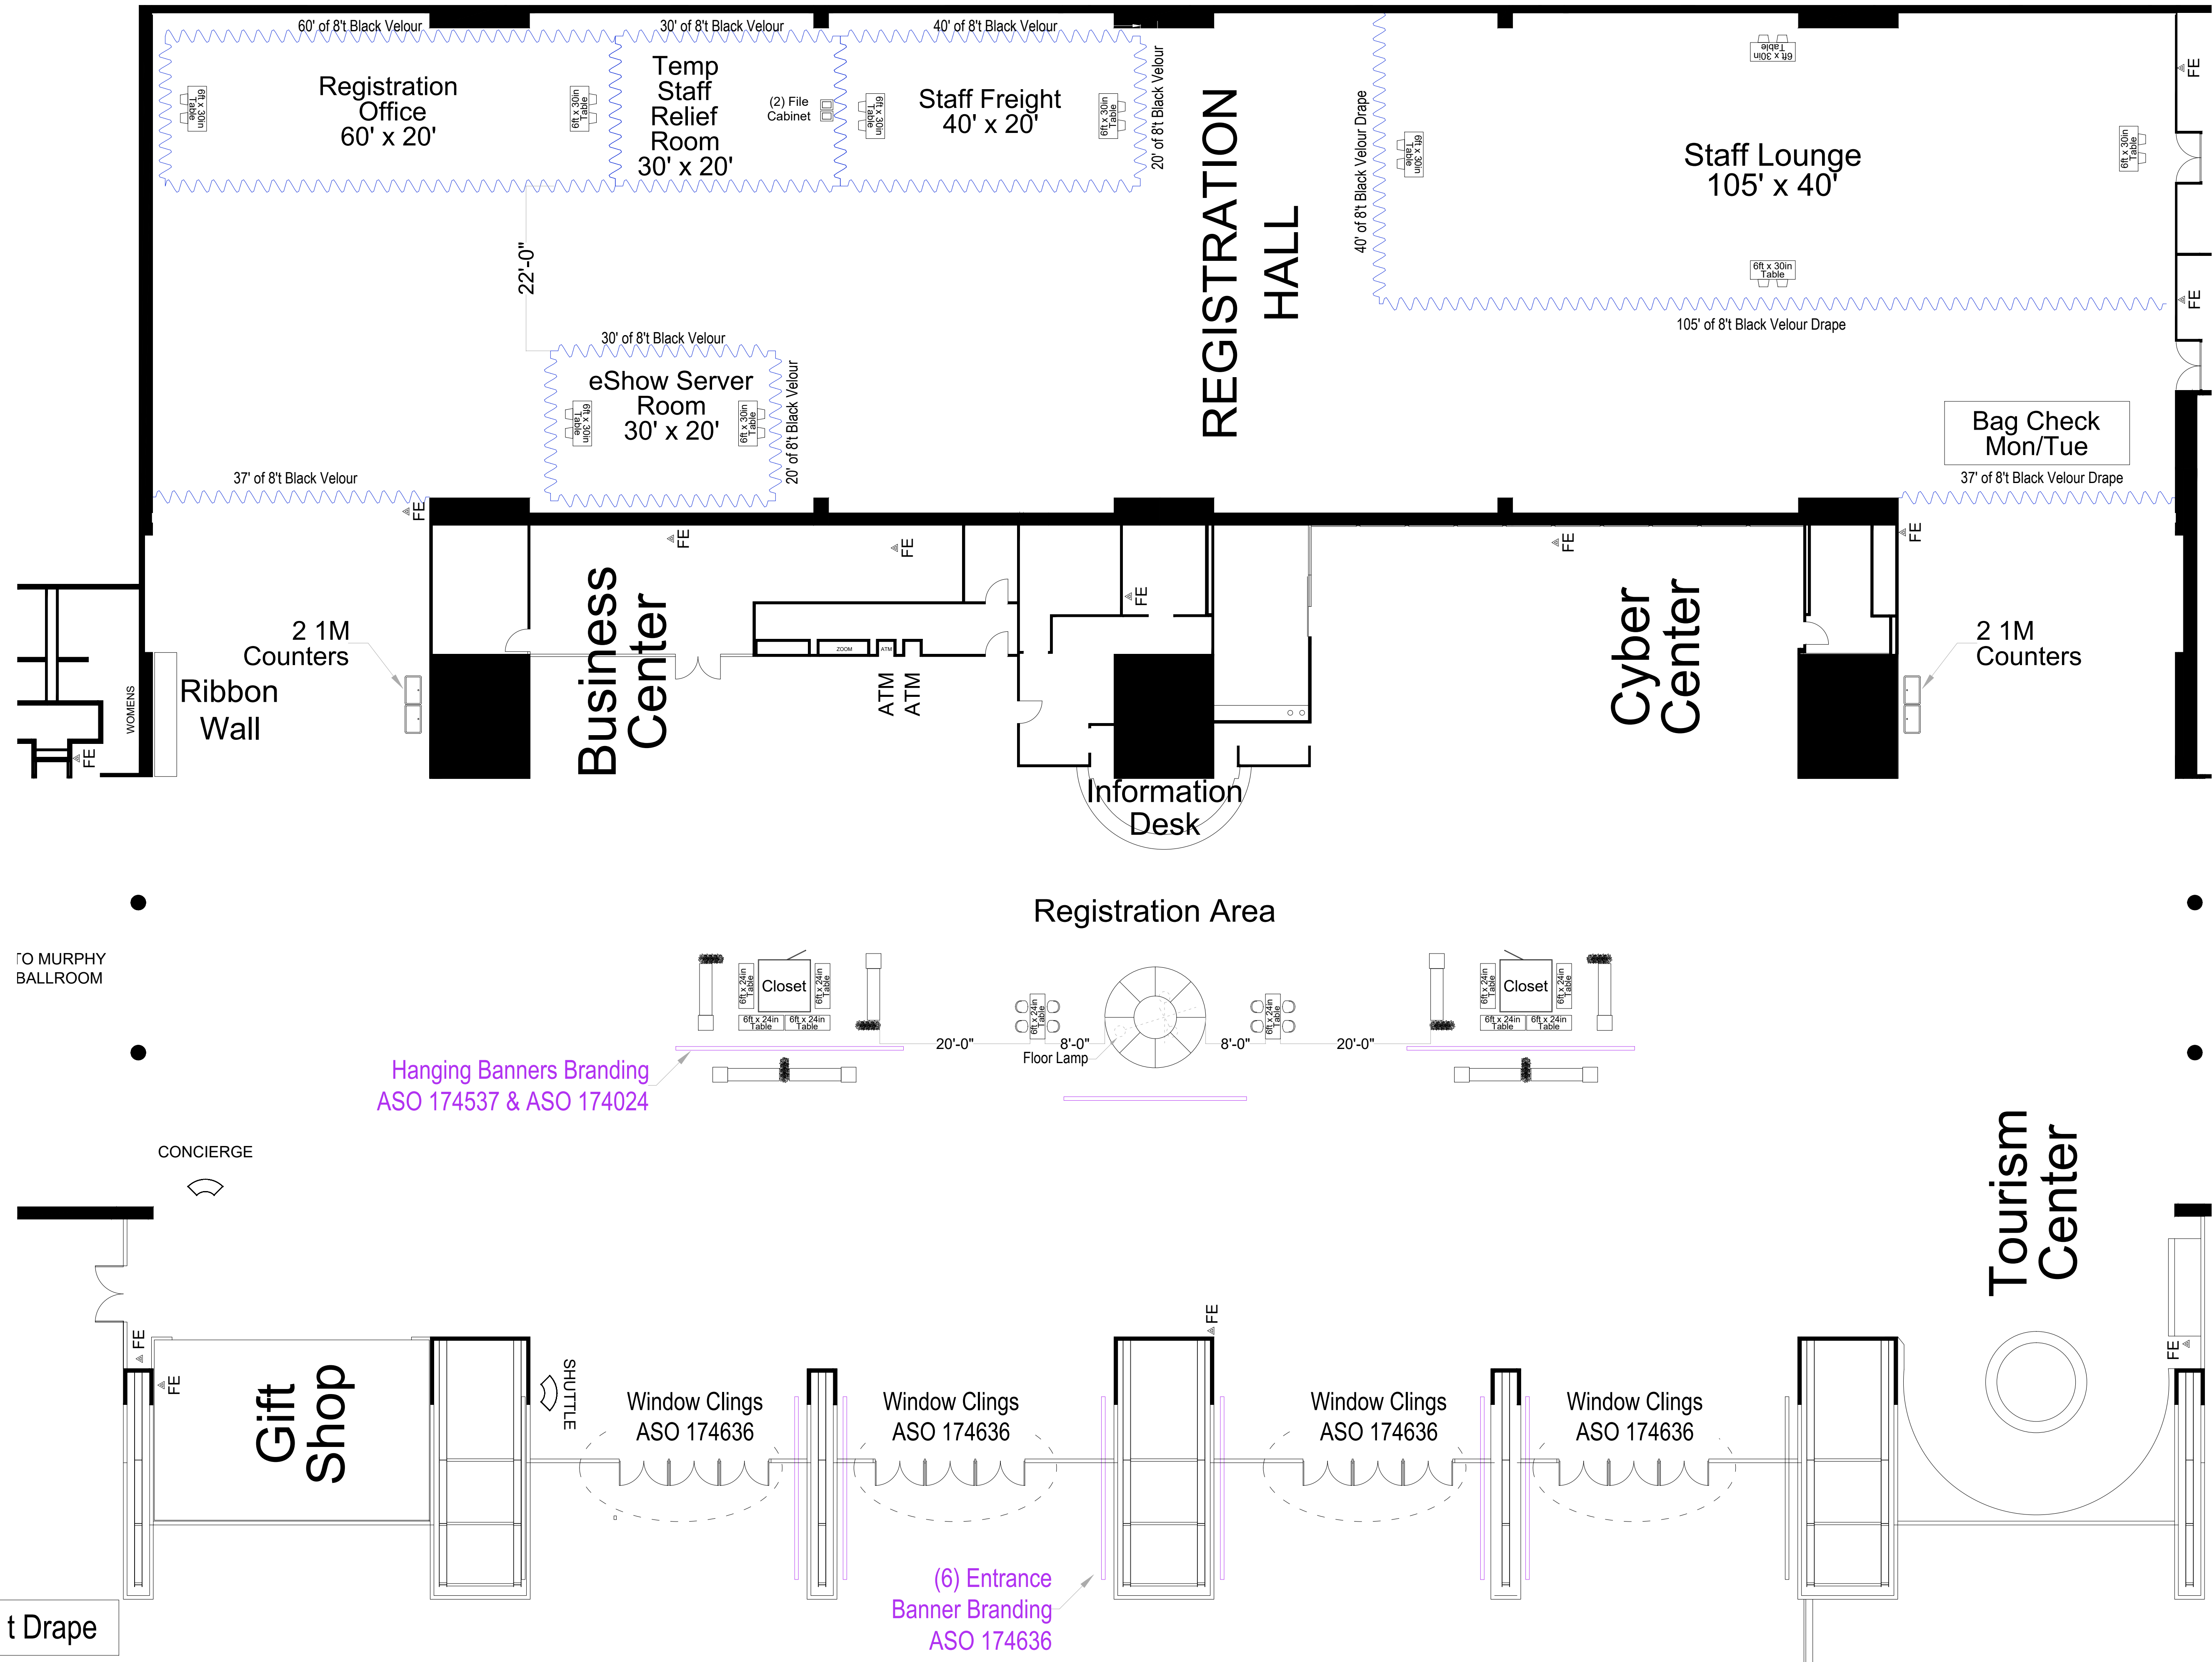 60' of 8't Black Velour
30' of 8't Black Velour
40' of 8't Black Velour
Registration
Office
60' x 20'
6ft x 30in
Table
6ft x 30in
Table
Temp
Staff
Relief
Room
30' x 20'
(2) File
Cabinet
Staff Freight
40' x 20'
6ft x 30in
Table
6ft x 30in
Table
20' of 8't Black Velour
REGISTRATION
HALL
40' of 8't Black Velour Drape
6ft x 30in
Table
6ft x 30in
Table
Staff Lounge
105' x 40'
6ft x 30in
Table
6ft x 30in
Table
105' of 8't Black Velour Drape
FE
FE
22'-0"
30' of 8't Black Velour
eShow Server
Room
30' x 20'
6ft x 30in
Table
6ft x 30in
Table
20' of 8't Black Velour
37' of 8't Black Velour
Bag Check
Mon/Tue
37' of 8't Black Velour Drape
FE
FE
FE
FE
FE
FE
2 1M
Counters
Ribbon
Wall
WOMENS
FE
Business
Center
ZOOM
ATM
ATM
ATM
Cyber
Center
2 1M
Counters
Information
Desk
Registration Area
TO MURPHY
BALLROOM
Closet
6ft x 24in
Table
6ft x 24in
Table
6ft x 24in
Table
6ft x 24in
Table
6ft x 24in
Table
6ft x 24in
Table
Closet
6ft x 24in
Table
6ft x 24in
Table
6ft x 24in
Table
6ft x 24in
Table
20'-0"
8'-0"
Floor Lamp
8'-0"
20'-0"
Hanging Banners Branding
ASO 174537 & ASO 174024
CONCIERGE
Tourism
Center
FE
FE
FE
FE
Gift
Shop
SHUTTLE
Window Clings
ASO 174636
Window Clings
ASO 174636
Window Clings
ASO 174636
Window Clings
ASO 174636
(6) Entrance
Banner Branding
ASO 174636
t Drape